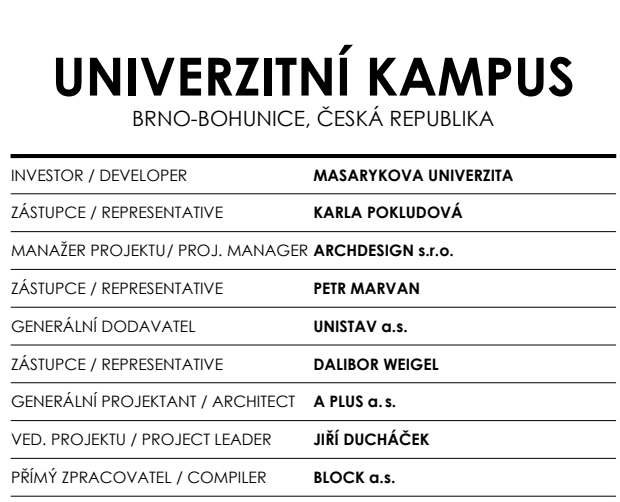 UNIVERZITNÍ KAMPUS
BRNO-BOHUNICE, ČESKÁ REPUBLIKA
INVESTOR / DEVELOPER MASARYKOVA UNIVERZITA
ZÁSTUPCE / REPRESENTATIVE KARLA POKLUDOVÁ
MANAŽER PROJEKTU/ PROJ. MANAGER ARCHDESIGN s.r.o.
ZÁSTUPCE / REPRESENTATIVE PETR MARVAN
GENERÁLNÍ DODAVATEL UNISTAV a.s.
ZÁSTUPCE / REPRESENTATIVE DALIBOR WEIGEL
GENERÁLNÍ PROJEKTANT / ARCHITECT A PLUS a.s.
VED. PROJEKTU / PROJECT LEADER JIŘÍ DUCHÁČEK
PŘÍMÝ ZPRACOVATEL / COMPILER BLOCK a.s.